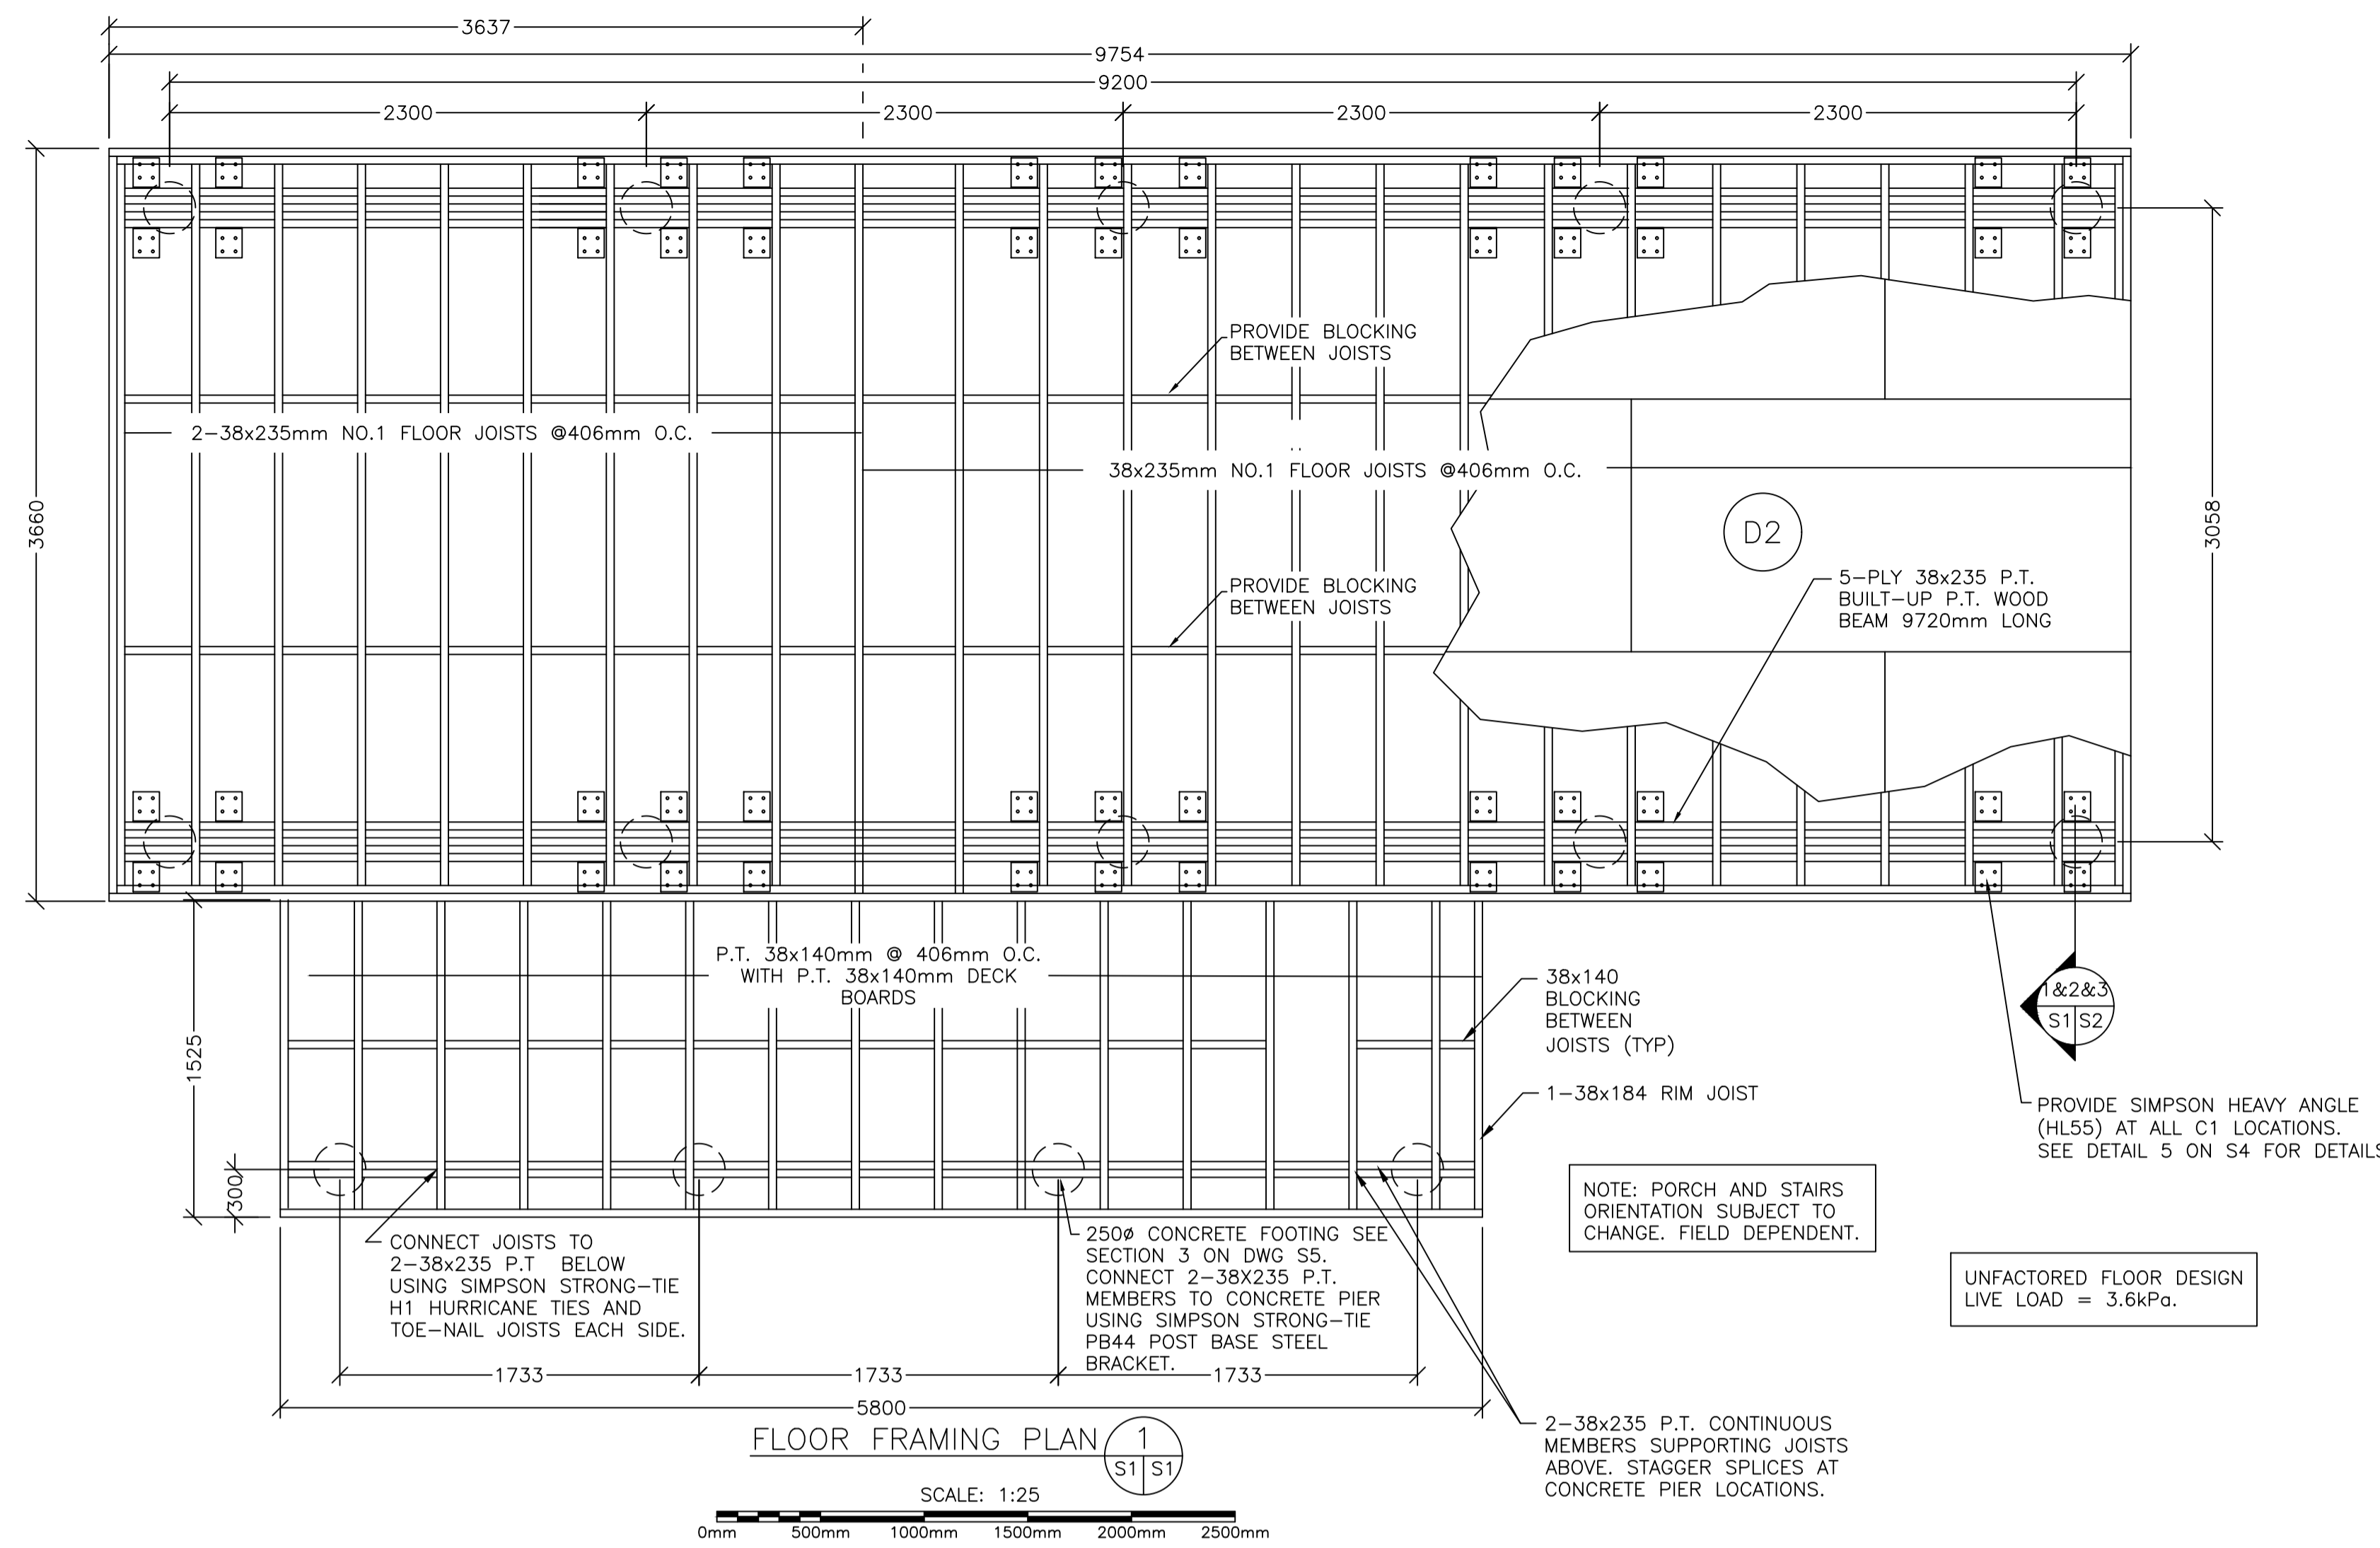 3637
9754
9200
2300
2300
2300
2300
3660
3058
PROVIDE BLOCKING
BETWEEN JOISTS
2-38x235mm NO.1 FLOOR JOISTS @406mm O.C.
38x235mm NO.1 FLOOR JOISTS @406mm O.C.
D2
5-PLY 38x235 P.T.
BUILT-UP P.T. WOOD
BEAM 9720mm LONG
PROVIDE BLOCKING
BETWEEN JOISTS
P.T. 38x140mm @ 406mm O.C.
WITH P.T. 38x140mm DECK
BOARDS
38x140
BLOCKING
BETWEEN
JOISTS (TYP)
1-38x184 RIM JOIST
1&2&3
S1 S2
1525
300
PROVIDE SIMPSON HEAVY ANGLE
(HL55) AT ALL C1 LOCATIONS.
SEE DETAIL 5 ON S4 FOR DETAILS
NOTE: PORCH AND STAIRS
ORIENTATION SUBJECT TO
CHANGE. FIELD DEPENDENT.
UNFACTORED FLOOR DESIGN
LIVE LOAD = 3.6kPa.
CONNECT JOISTS TO
2-38x235 P.T BELOW
USING SIMPSON STRONG-TIE
H1 HURRICANE TIES AND
TOE-NAIL JOISTS EACH SIDE.
250ø CONCRETE FOOTING SEE
SECTION 3 ON DWG S5.
CONNECT 2-38X235 P.T.
MEMBERS TO CONCRETE PIER
USING SIMPSON STRONG-TIE
PB44 POST BASE STEEL
BRACKET.
1733
1733
1733
5800
2-38x235 P.T. CONTINUOUS
MEMBERS SUPPORTING JOISTS
ABOVE. STAGGER SPLICES AT
CONCRETE PIER LOCATIONS.
FLOOR FRAMING PLAN
1
S1 S1
SCALE: 1:25
0mm 500mm 1000mm 1500mm 2000mm 2500mm